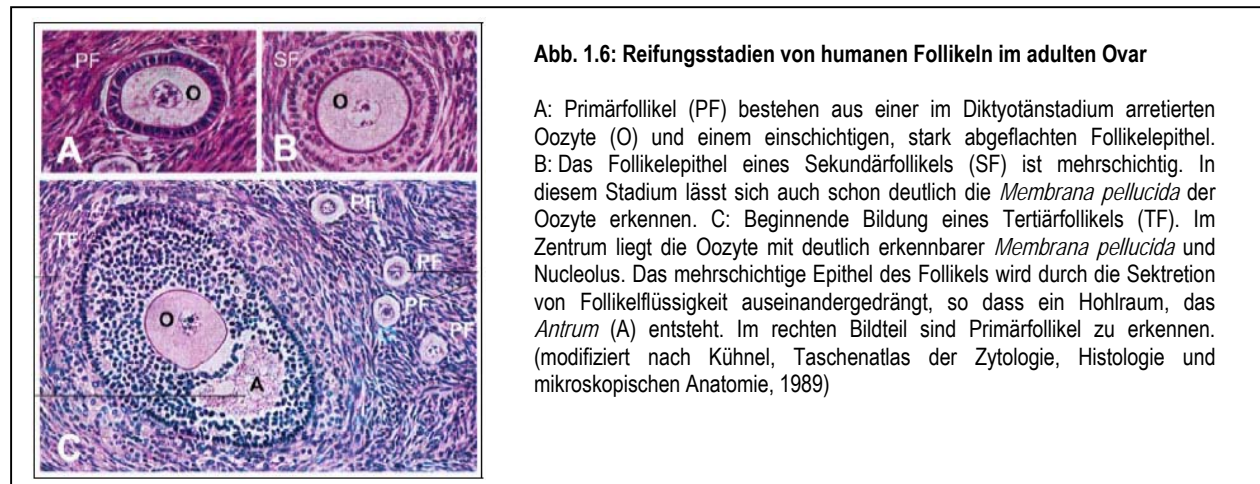 PF
O
A
SF
O
B
TF
PF
PF
PF
PF
O
A
C
Abb. 1.6: Reifungsstadien von humanen Follikeln im adulten Ovar
A: Primärfollikel (PF) bestehen aus einer im Diktyotänstadium arretierten
Oozyte (O) und einem einschichtigen, stark abgeflachten Follikelepithel.
B: Das Follikelepithel eines Sekundärfollikels (SF) ist mehrschichtig. In
diesem Stadium lässt sich auch schon deutlich die Membrana pellucida der
Oozyte erkennen. C: Beginnende Bildung eines Tertiärfollikels (TF). Im
Zentrum liegt die Oozyte mit deutlich erkennbarer Membrana pellucida und
Nucleolus. Das mehrschichtige Epithel des Follikels wird durch die Sektretion
von Follikelflüssigkeit auseinandergedrängt, so dass ein Hohlraum, das
Antrum (A) entsteht. Im rechten Bildteil sind Primärfollikel zu erkennen.
(modifiziert nach Kühnel, Taschenatlas der Zytologie, Histologie und
mikroskopischen Anatomie, 1989)